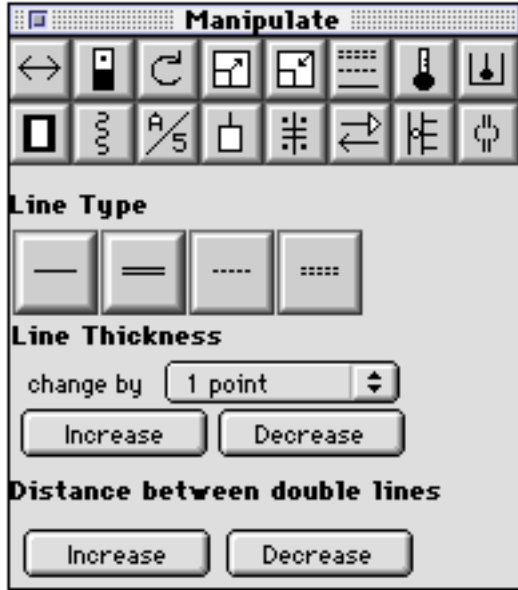 Manipulate
A/S
Line Type
Line Thickness
change by 1 point
Increase Decrease
Distance between double lines
Increase Decrease